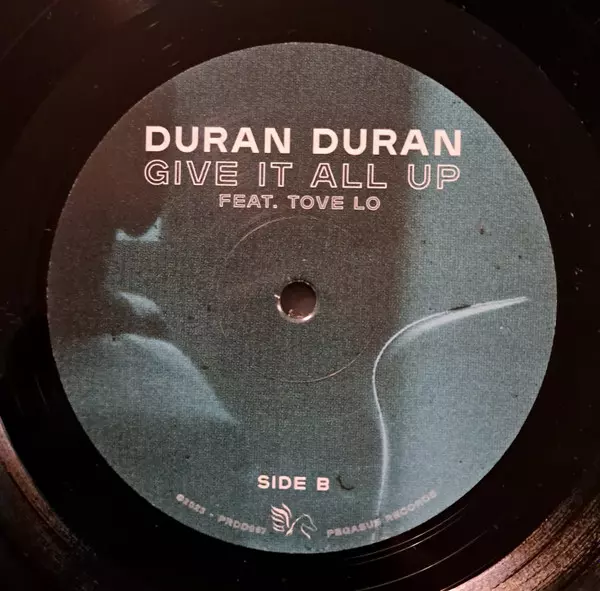 DURAN DURAN
GIVE IT ALL UP
FEAT. TOVE LO
SIDE B
PEGASUS RECORDS